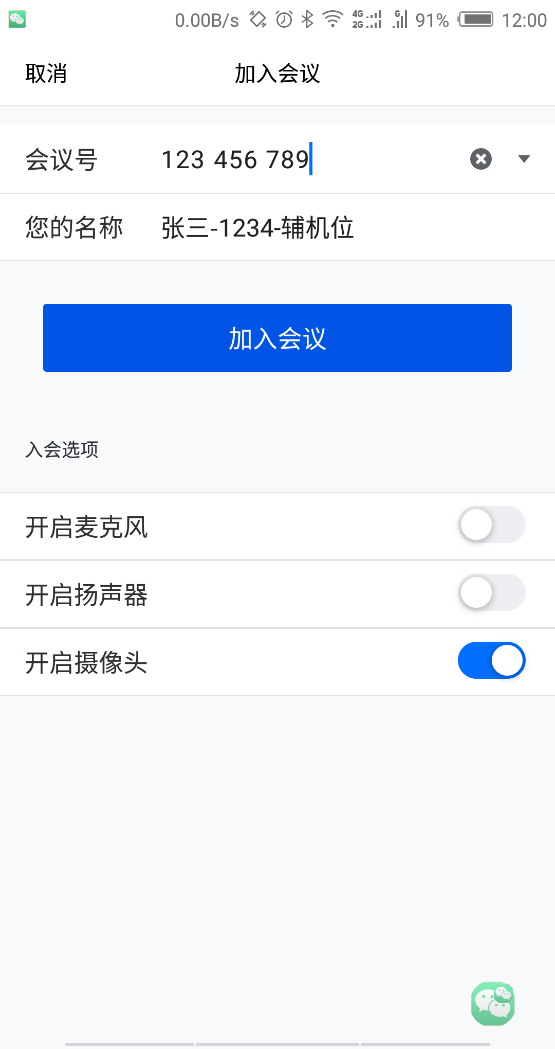 0.00B/s 4G 2G G 91% 12:00
取消 加入会议
会议号 123 456 789
您的名称 张三-1234-辅机位
加入会议
入会选项
开启麦克风
开启扬声器
开启摄像头